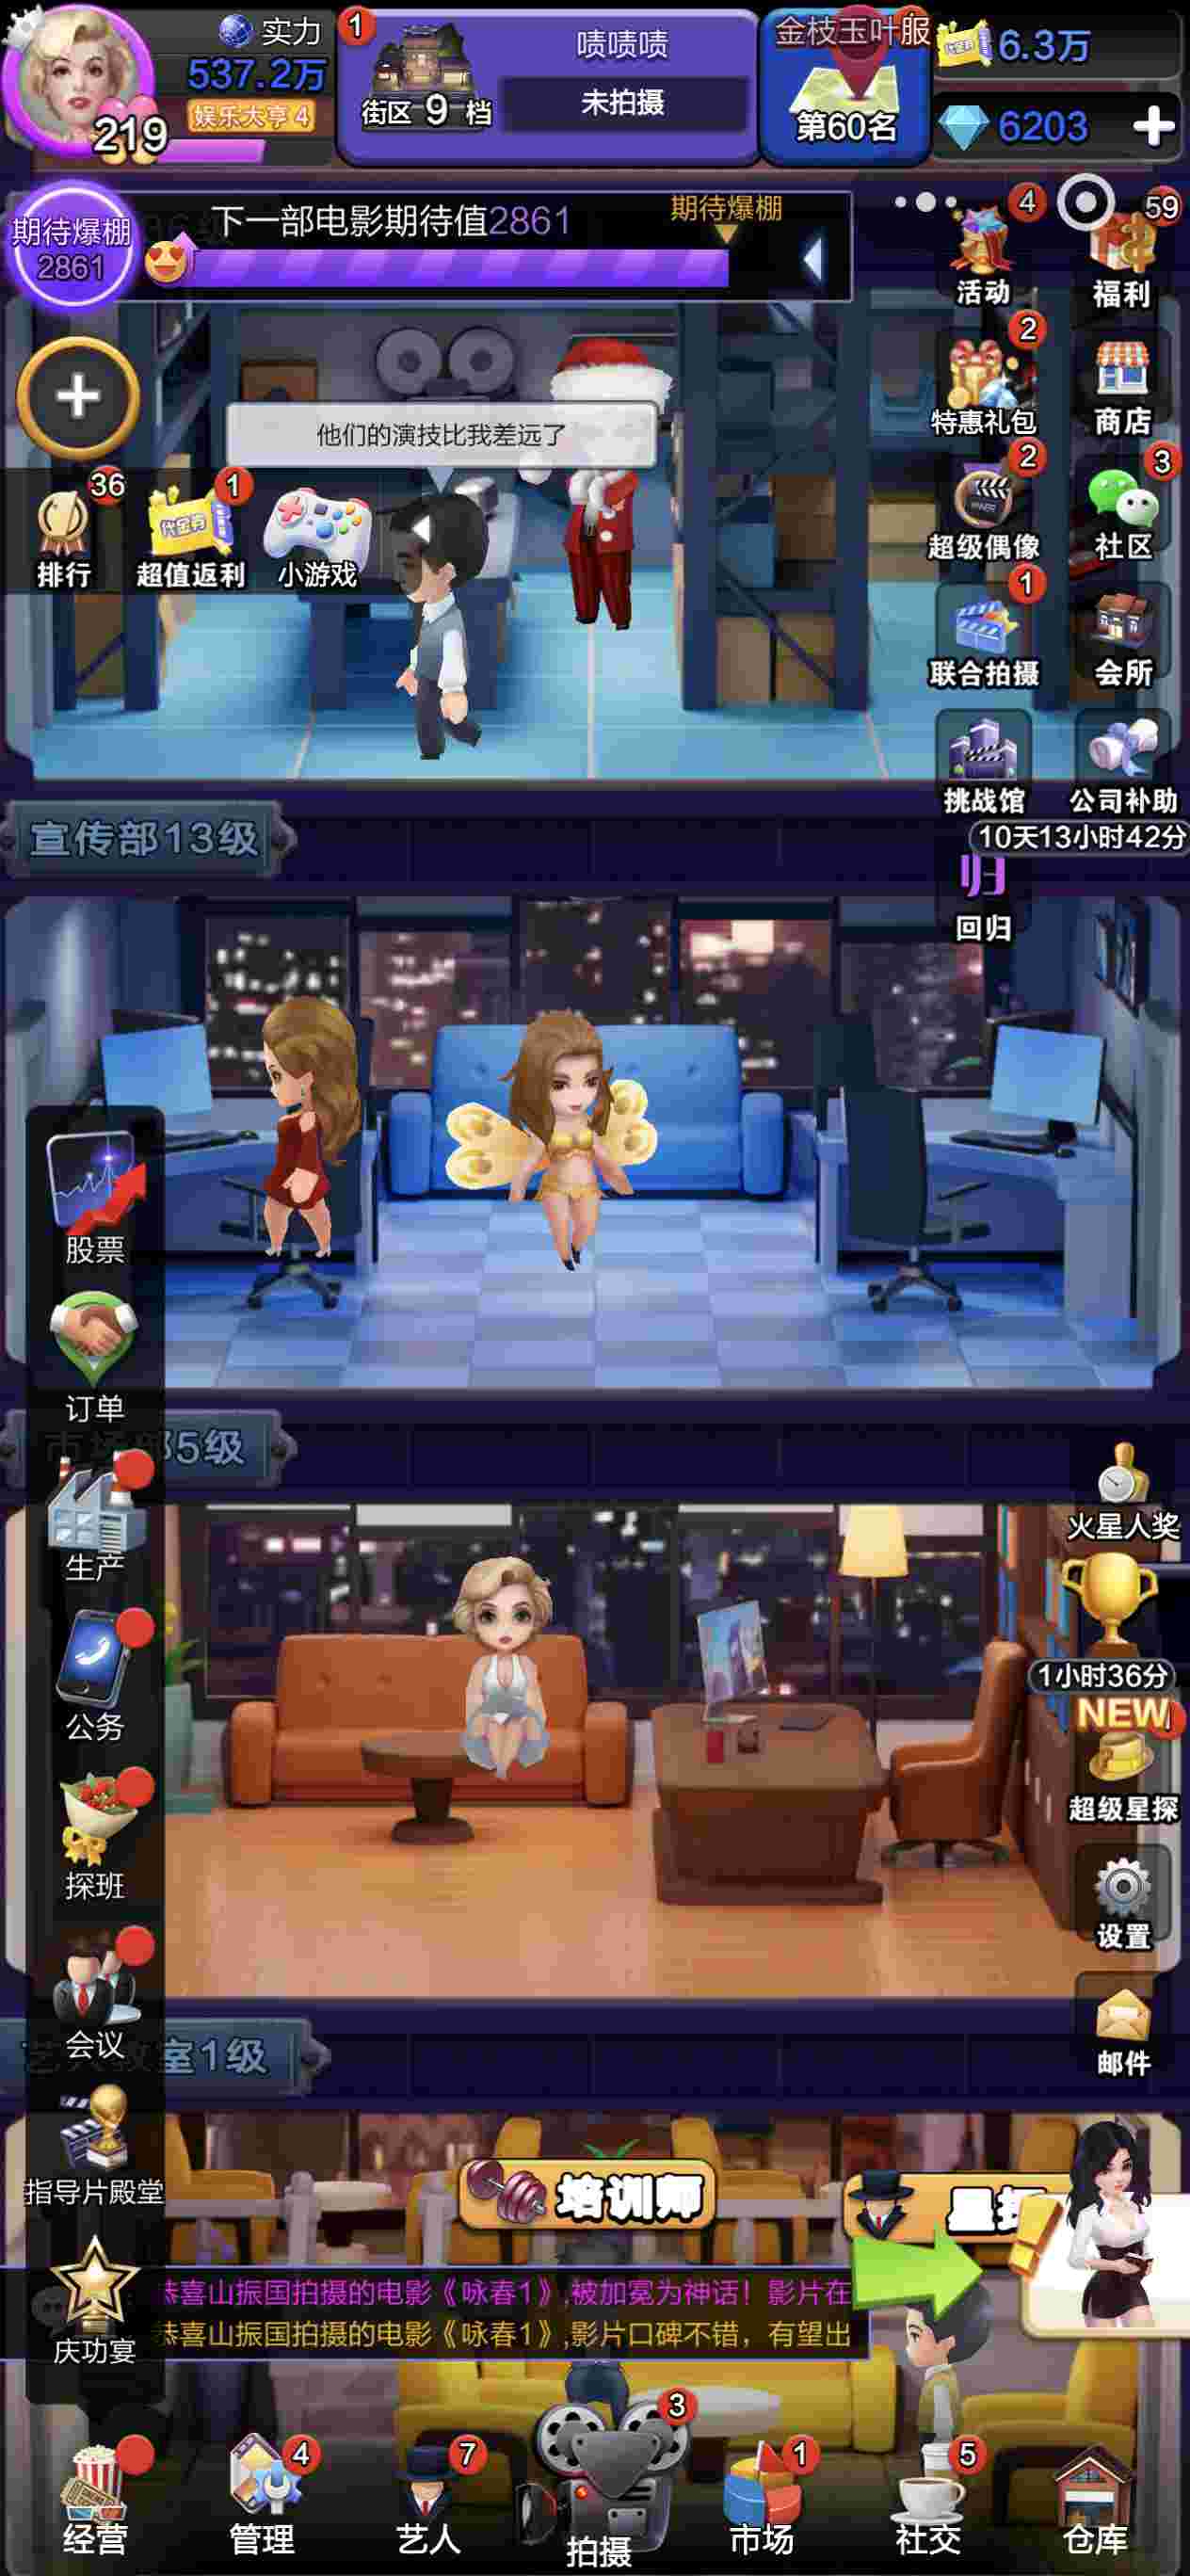 实力
537.2万
219
娱乐大亨4
1
街区9档
啧啧啧
未拍摄
金枝玉叶服
第60名
6.3万
6203
期待爆棚
2861
下一部电影期待值2861
期待爆棚
4
活动
59
福利
2
特惠礼包
商店
他们的演技比我差远了
36
排行
1
超值返利
小游戏
2
超级偶像
3
社区
1
联合拍摄
会所
挑战馆
公司补助
10天13小时42分
宣传部13级
归
回归
股票
订单
5级
生产
火星人奖
公务
1小时36分
NEW
超级星探
探班
设置
会议
室1级
邮件
指导片殿堂
培训师
恭喜山振国拍摄的电影《咏春1》,被加冕为神话！影片在
恭喜山振国拍摄的电影《咏春1》,影片口碑不错，有望出
庆功宴
经营
4
管理
7
艺人
3
拍摄
1
市场
5
社交
仓库